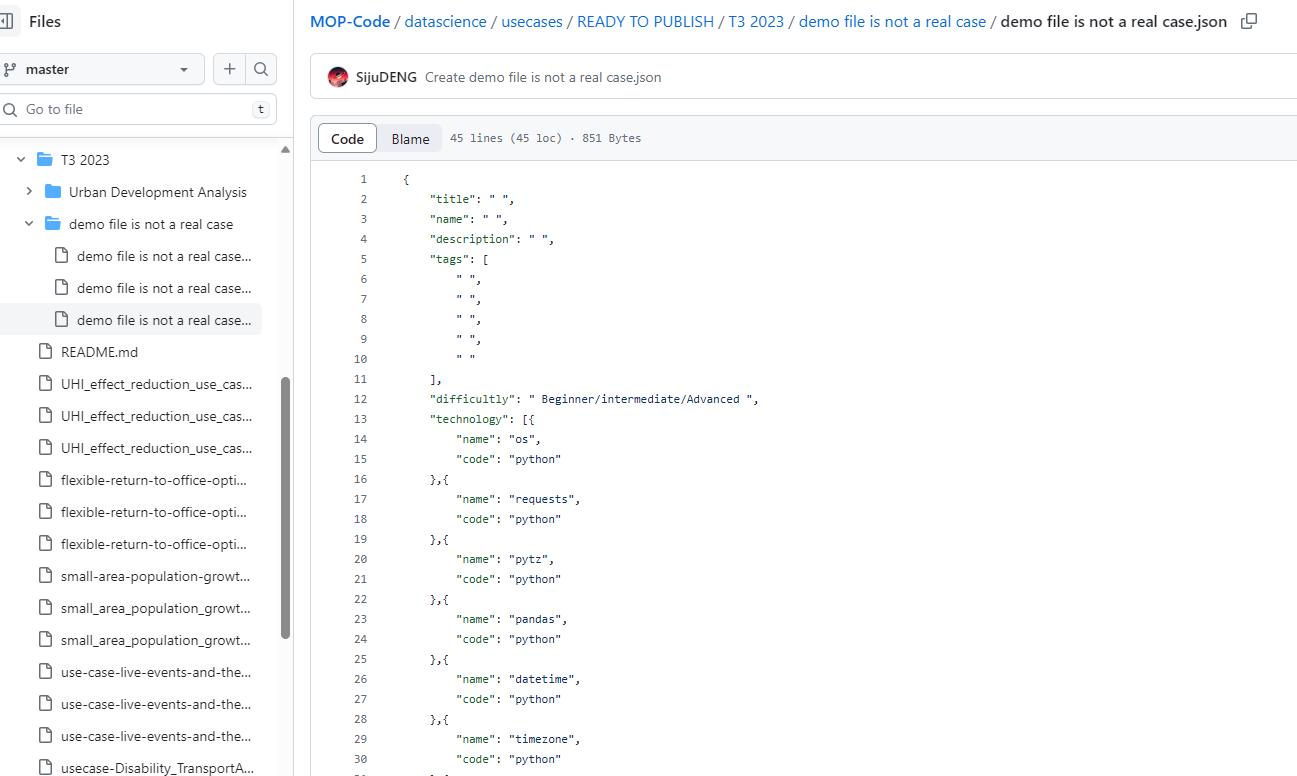 Files
master
Go to file
t
T3 2023
Urban Development Analysis
demo file is not a real case
demo file is not a real case...
demo file is not a real case...
demo file is not a real case...
README.md
UHI_effect_reduction_use_cas...
UHI_effect_reduction_use_cas...
UHI_effect_reduction_use_cas...
flexible-return-to-office-opti...
flexible-return-to-office-opti...
flexible-return-to-office-opti...
small-area-population-growt...
small_area_population_growt...
small_area_population_growt...
use-case-live-events-and-the...
use-case-live-events-and-the...
use-case-live-events-and-the...
usecase-Disability_TransportA...
MOP-Code / datascience / usecases / READY TO PUBLISH / T3 2023 / demo file is not a real case / demo file is not a real case.json
SijuDENG Create demo file is not a real case.json
Code Blame 45 lines (45 loc) · 851 Bytes
1 {
2 "title": " ",
3 "name": " ",
4 "description": " ",
5 "tags": [
6 " ",
7 " ",
8 " ",
9 " ",
10 " "
11 ],
12 "difficultly": " Beginner/intermediate/Advanced ",
13 "technology": [{
14 "name": "os",
15 "code": "python"
16 },{
17 "name": "requests",
18 "code": "python"
19 },{
20 "name": "pytz",
21 "code": "python"
22 },{
23 "name": "pandas",
24 "code": "python"
25 },{
26 "name": "datetime",
27 "code": "python"
28 },{
29 "name": "timezone",
30 "code": "python"